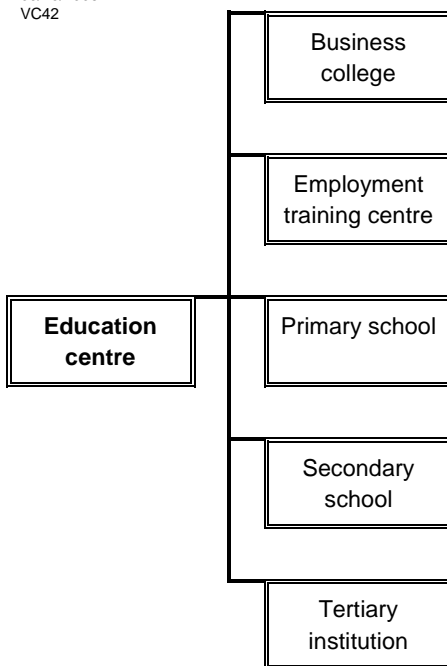 VC42
Business
college
Employment
training centre
Education
centre
Primary school
Secondary
school
Tertiary
institution